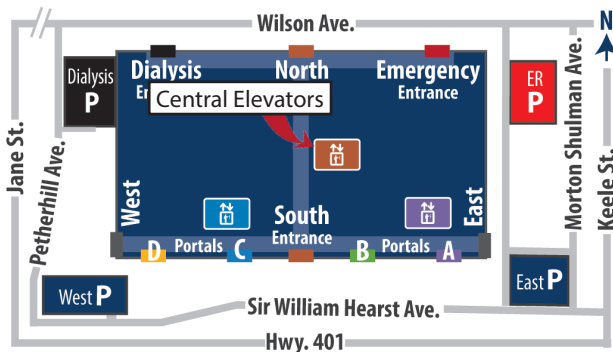 Wilson Ave.
N
Dialysis
P
Dialysis
En
North
Emergency
Entrance
ER
P
Central Elevators
Jane St.
Petherhill Ave.
Morton Shulman Ave.
Keele St.
West
South
Entrance
East
D
Portals
C
B
Portals
A
West P
East P
Sir William Hearst Ave.
Hwy. 401